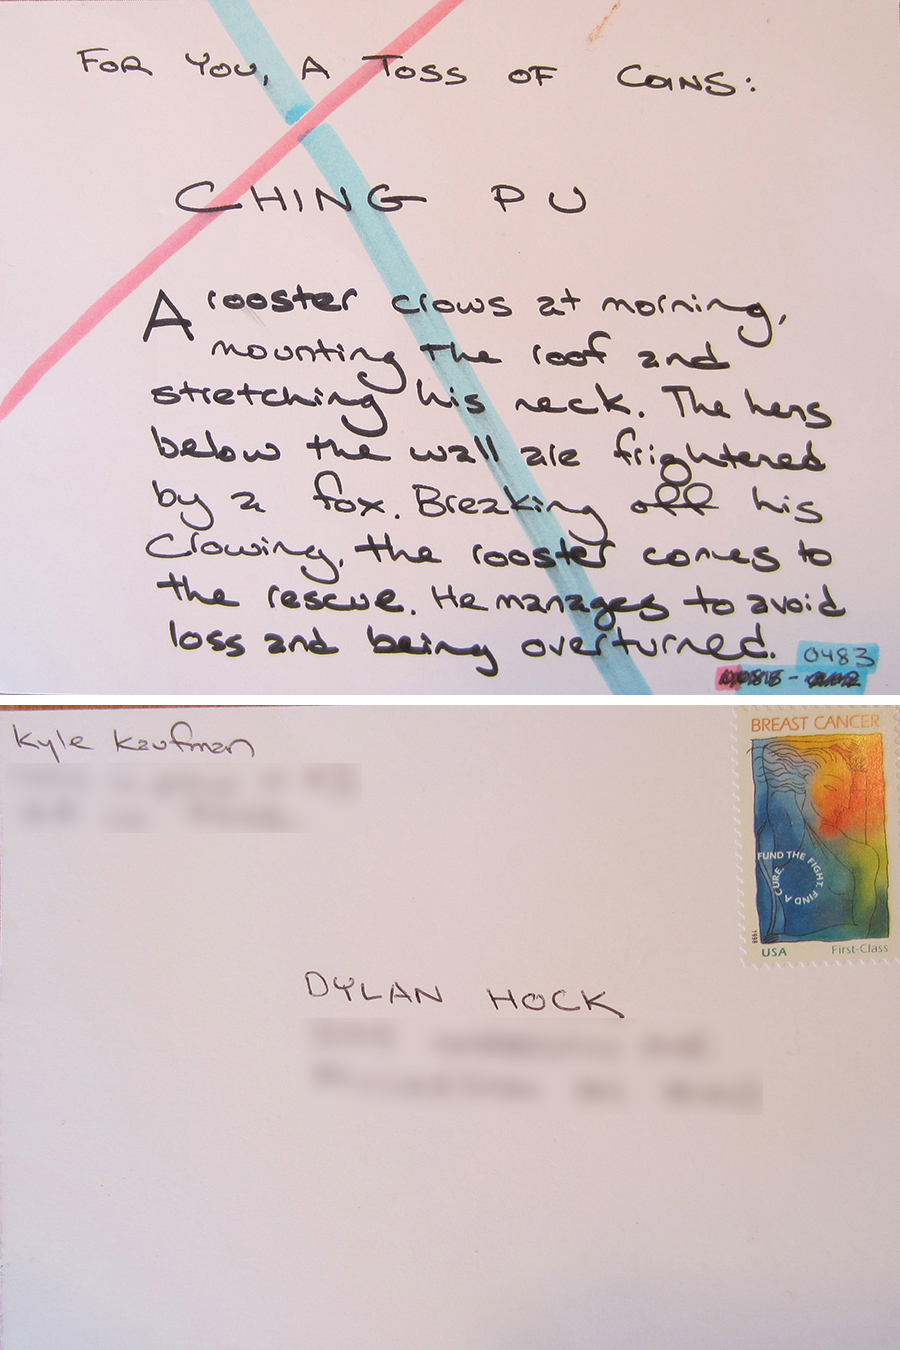 FOR YOU, A TOSS OF COINS:
CHING PU
A rooster crows at morning,
mounting the roof and
stretching his neck. The hens
below the wall are frightened
by a fox. Breaking off his
Crowing, the rooster comes to
the rescue. He manages to avoid
loss and being overturned.
0483
Kyle Kaufman
BREAST CANCER
FUND THE FIGHT. FIND A CURE
1998
USA First-Class
DYLAN HOCK